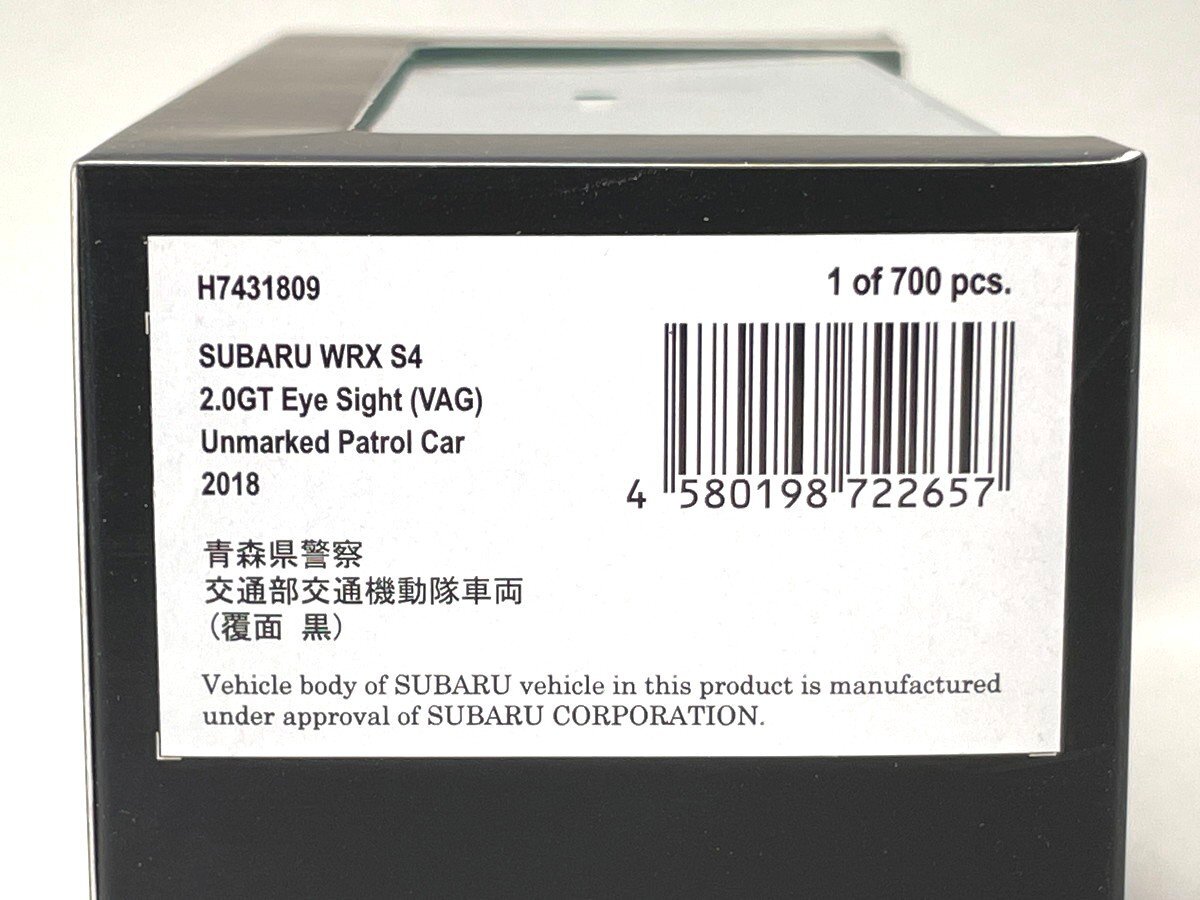 H7431809
1 of 700 pcs.
SUBARU WRX S4
2.0GT Eye Sight (VAG)
Unmarked Patrol Car
2018
4 580198 722657
青森県警察
交通部交通機動隊車両
(覆面 黒)
Vehicle body of SUBARU vehicle in this product is manufactured
under approval of SUBARU CORPORATION.